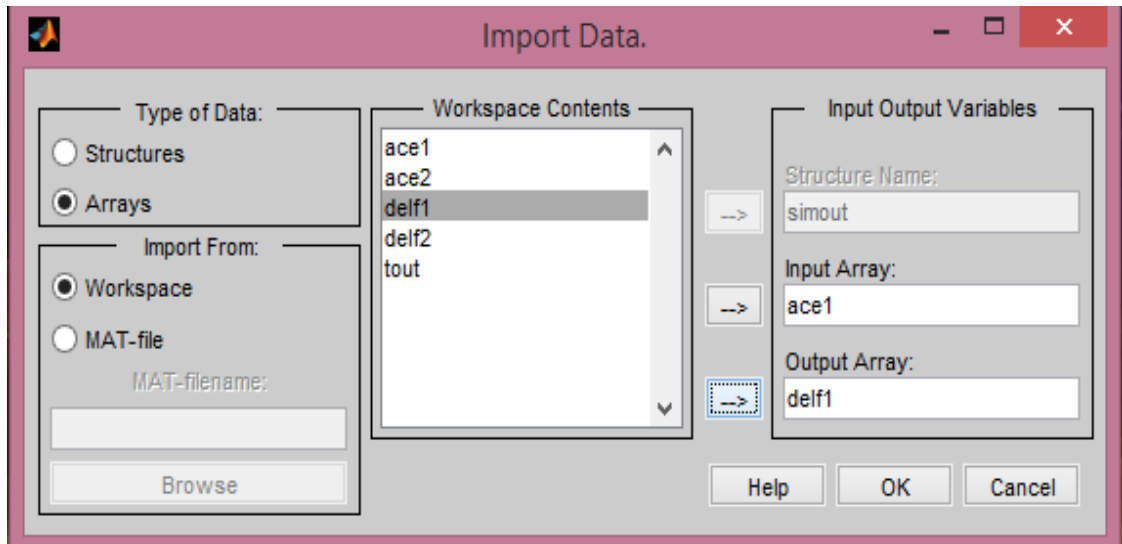 Import Data.
Type of Data:
Structures
Arrays
Import From:
Workspace
MAT-file
MAT-filename:
Browse
Workspace Contents
ace1
ace2
delf1
delf2
tout
-->
-->
-->
Input Output Variables
Structure Name:
simout
Input Array:
ace1
Output Array:
delf1
Help
OK
Cancel